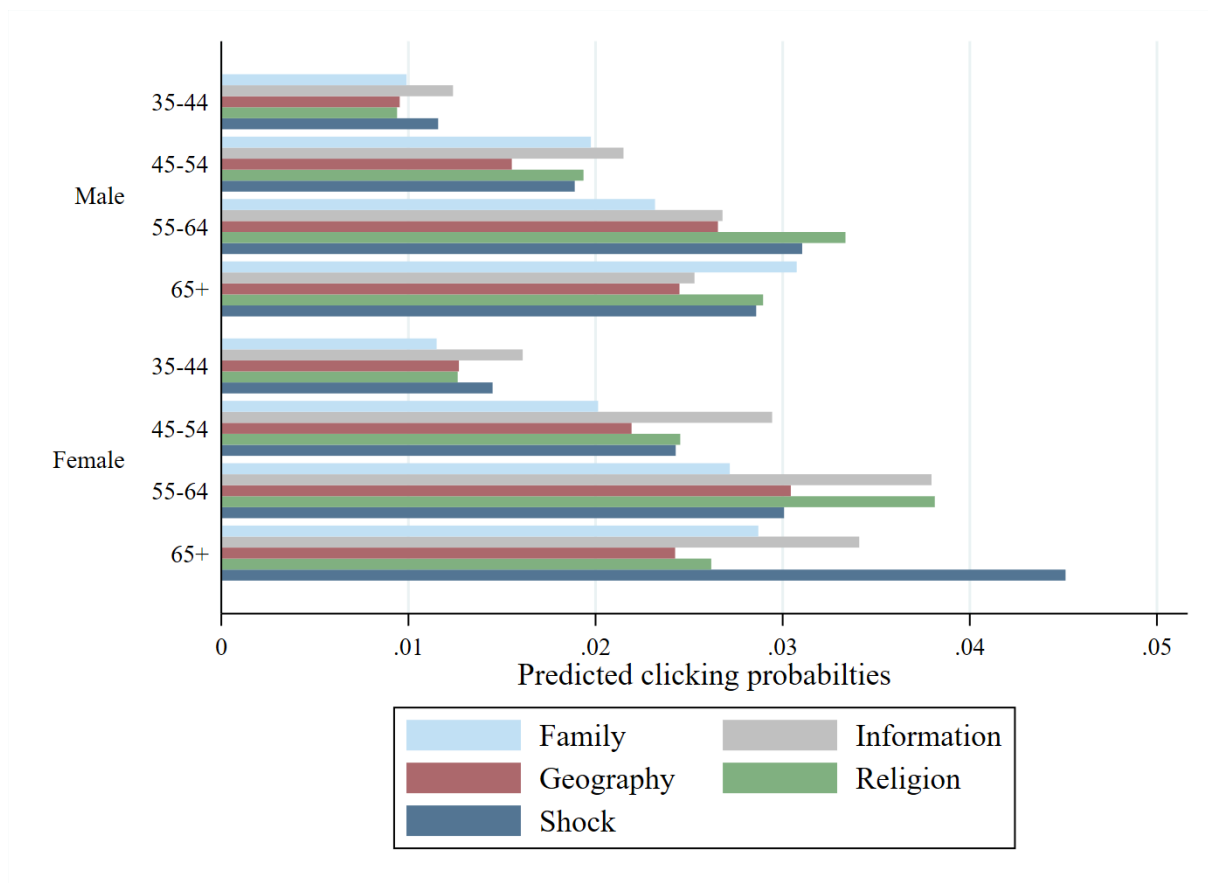 35-44
45-54
Male
55-64
65+
35-44
45-54
Female
55-64
65+
0 .01 .02 .03 .04 .05
Predicted clicking probabilties
Family Information
Geography Religion
Shock